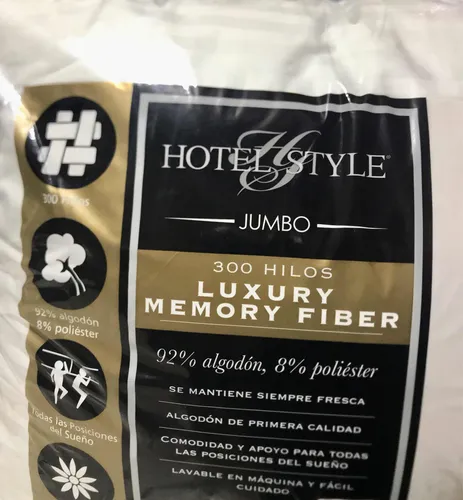 300 HILOS
92% algodón
8% poliéster
Todas las Posiciones
del Sueño
HOTEL STYLE®
HS
JUMBO
300 HILOS
LUXURY
MEMORY FIBER
92% algodón, 8% poliéster
SE MANTIENE SIEMPRE FRESCA
ALGODÓN DE PRIMERA CALIDAD
COMODIDAD Y APOYO PARA TODAS
LAS POSICIONES DEL SUEÑO
LAVABLE EN MÁQUINA Y FÁCIL
CUIDADO